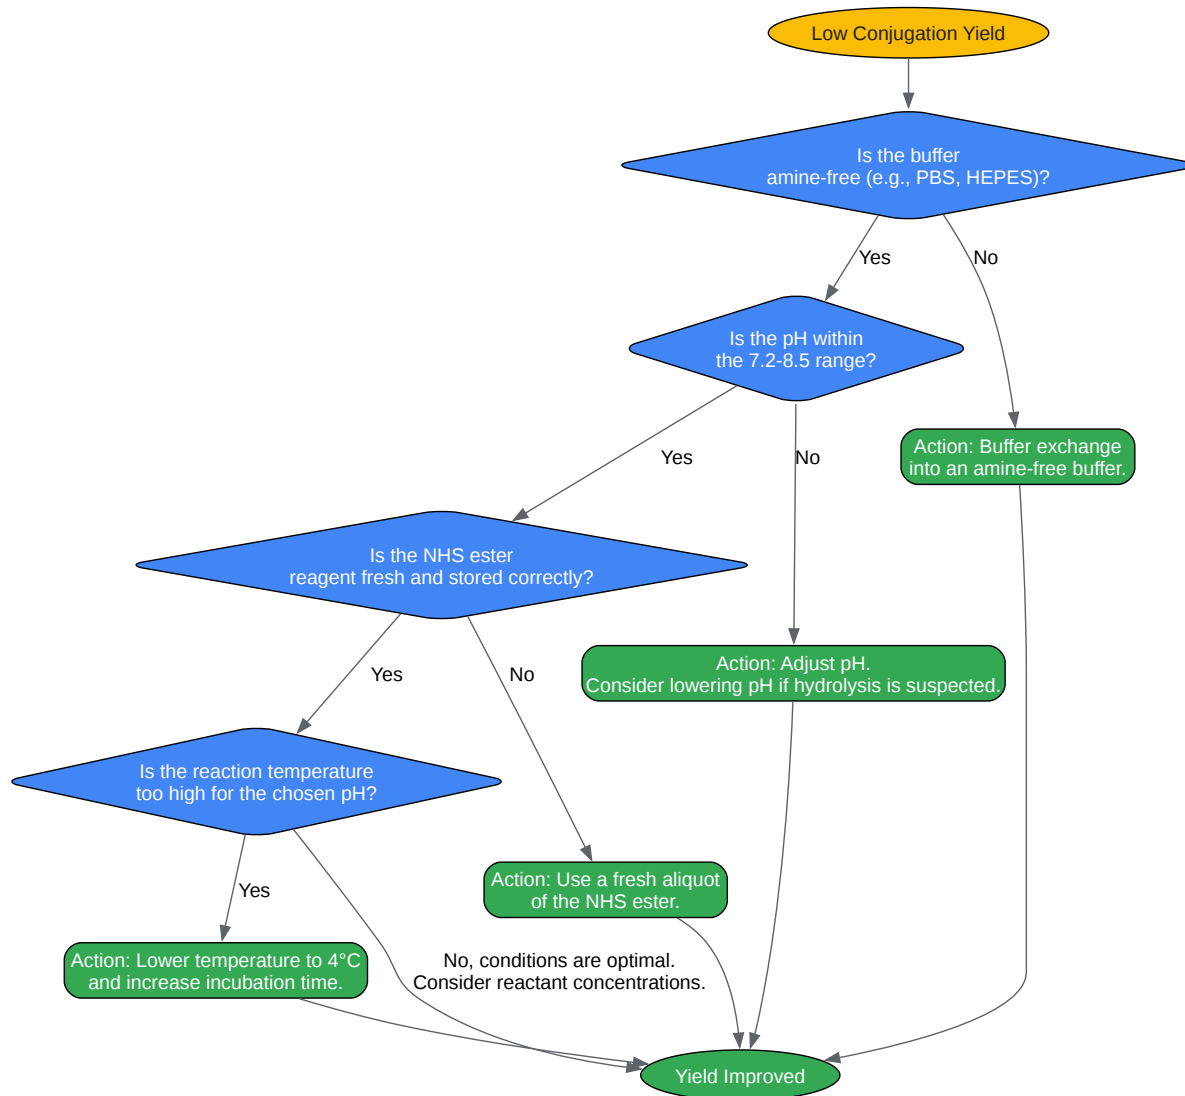 Low Conjugation Yield
Is the buffer
amine-free (e.g., PBS, HEPES)?
Yes
No
Is the pH within
the 7.2-8.5 range?
Action: Buffer exchange
into an amine-free buffer.
Yes
No
Is the NHS ester
reagent fresh and stored correctly?
Yes
No
Action: Adjust pH.
Consider lowering pH if hydrolysis is suspected.
Is the reaction temperature
too high for the chosen pH?
Yes
Action: Use a fresh aliquot
of the NHS ester.
Action: Lower temperature to 4°C
and increase incubation time.
No, conditions are optimal.
Consider reactant concentrations.
Yield Improved